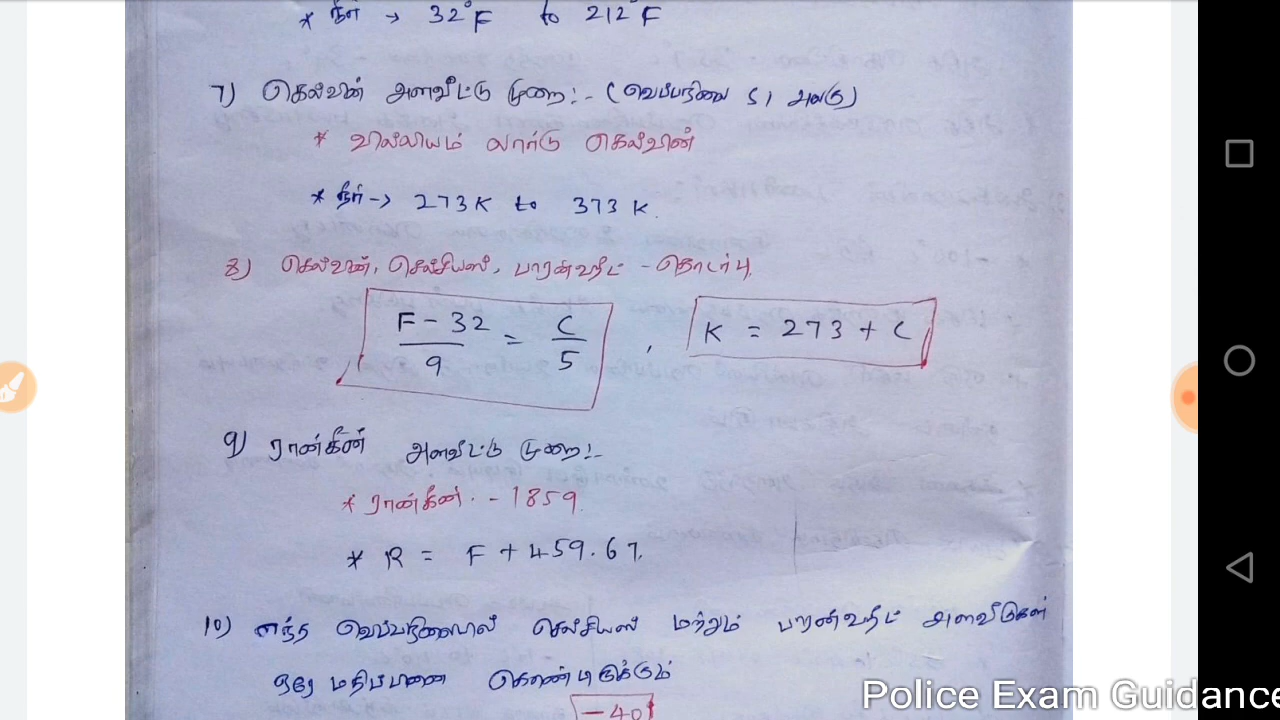 * நீர் → 32°F to 212°F
7) கெல்வின் அளவீட்டு முறை:- (வெப்பநிலை SI அலகு)
* வில்லியம் லார்டு கெல்வின்
* நீர் → 273K to 373 K.
8) கெல்வின், செல்சியஸ், பாரன்ஹீட் - தொடர்பு.
F - 32 / 9 = C / 5 , K = 273 + C
9) ரான்கீன் அளவீட்டு முறை:-
* ரான்கீன். - 1859.
* R = F + 459.67.
10) எந்த வெப்பநிலையில் செல்சியஸ் மற்றும் பாரன்ஹீட் அளவீடுகள்
ஒரே மதிப்பினை கொண்டிருக்கும்
-40
Police Exam Guidance